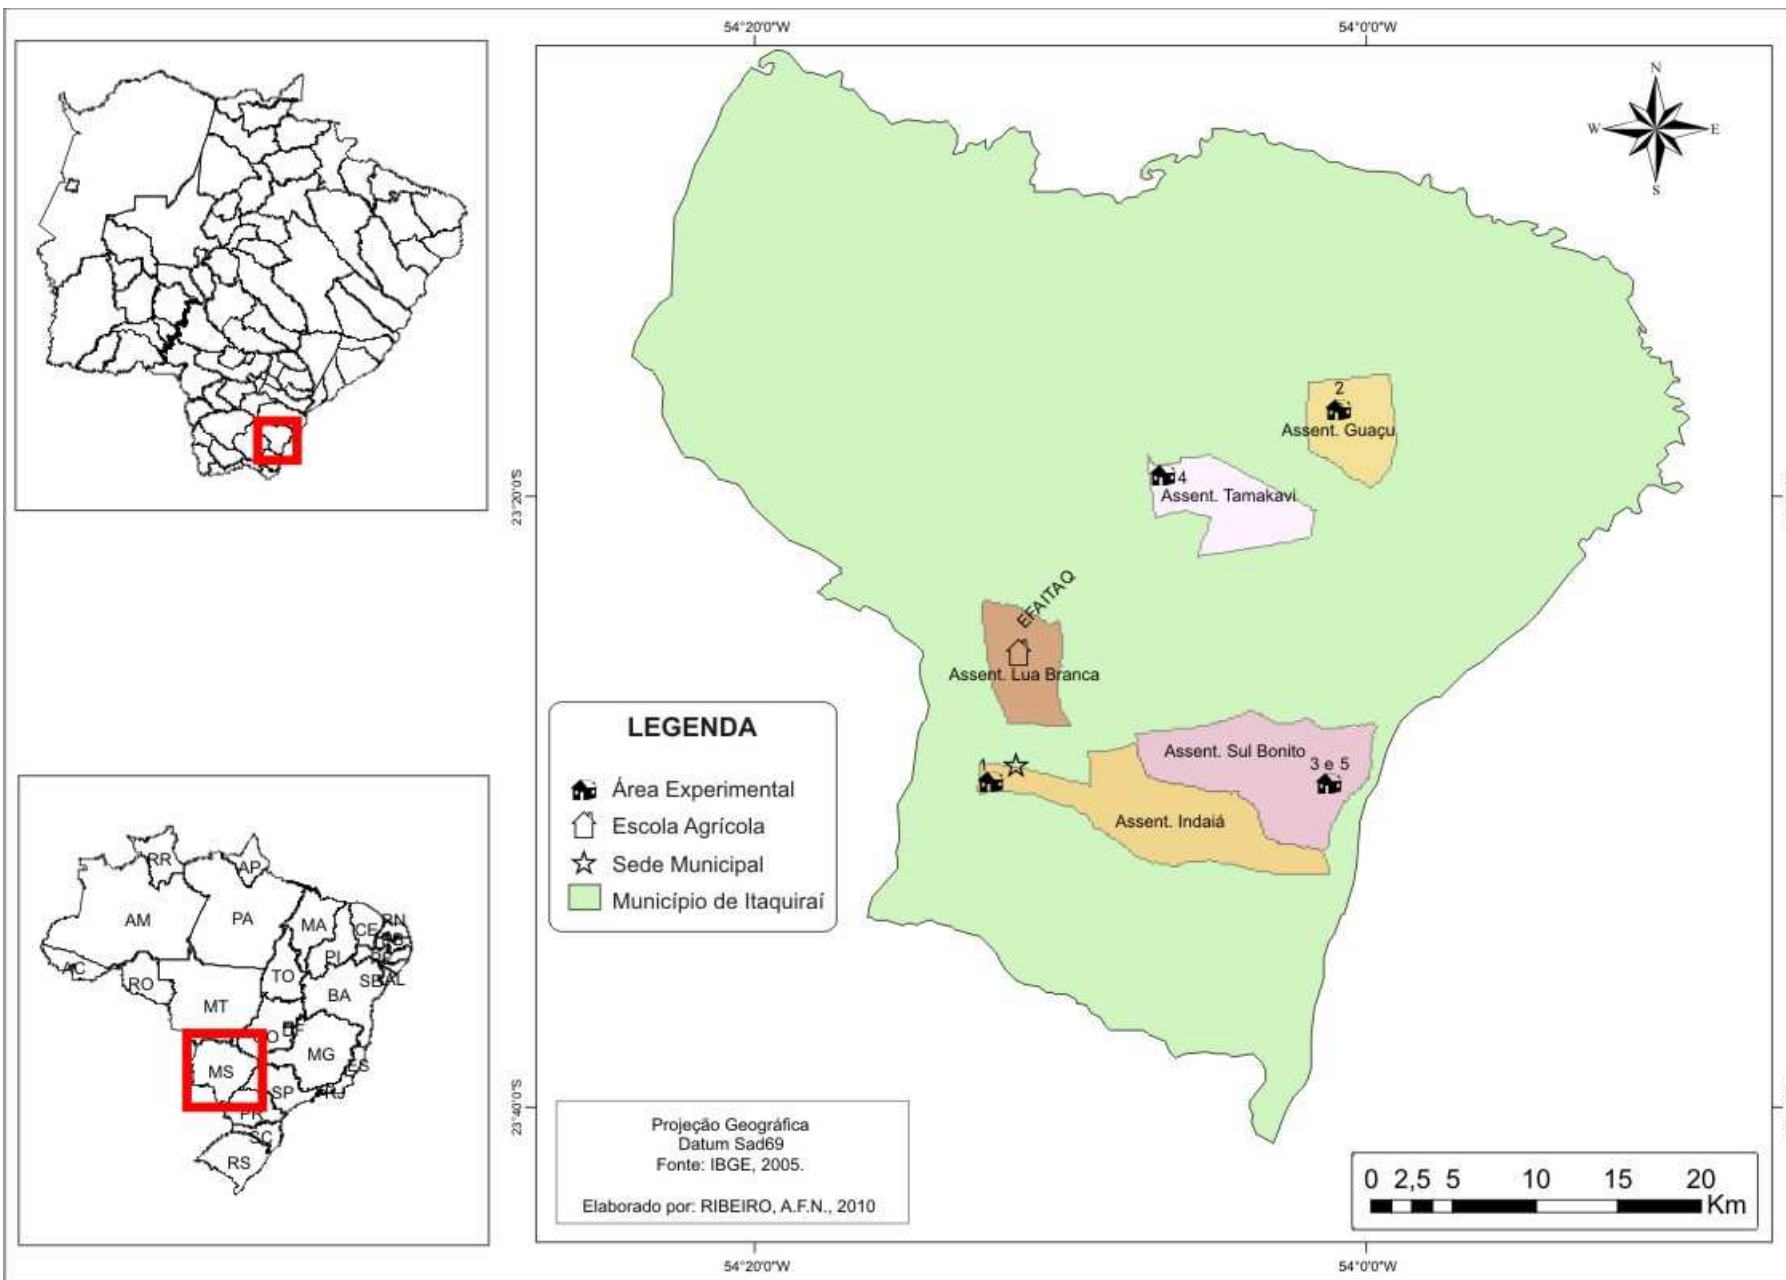 54°20'0"W
54°0'0"W
N
W
E
S
2
Assent. Guaçu
4
Assent. Tamakavi
23°20'0"S
EFAITAQ
Assent. Lua Branca
LEGENDA
Área Experimental
Escola Agrícola
Sede Municipal
Município de Itaquiraí
Assent. Sul Bonito
3 e 5
1
Assent. Indaiá
RR
AP
AM
PA
MA
CE
RN
PI
AC
RO
TO
SE
AL
MT
BA
DF
MG
ES
MS
SP
RJ
PR
SC
RS
23°40'0"S
Projeção Geográfica
Datum Sad69
Fonte: IBGE, 2005.
Elaborado por: RIBEIRO, A.F.N., 2010
0 2,5 5 10 15 20
Km
54°20'0"W
54°0'0"W